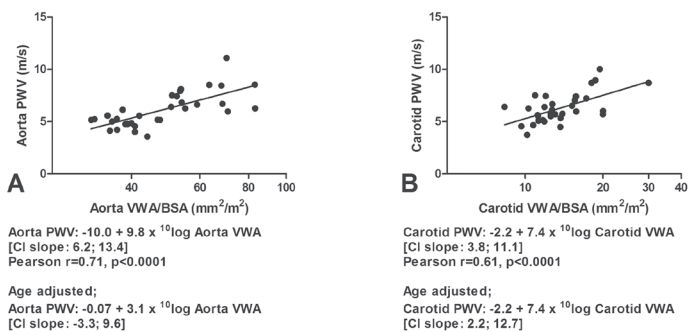 15
10
5
0
Aorta PWV (m/s)
40
60
80
100
A
Aorta VWA/BSA (mm²/m²)
Aorta PWV: -10.0 + 9.8 x ¹⁰log Aorta VWA
[CI slope: 6.2; 13.4]
Pearson r=0.71, p<0.0001
Age adjusted;
Aorta PWV: -0.07 + 3.1 x ¹⁰log Aorta VWA
[CI slope: -3.3; 9.6]
15
10
5
0
Carotid PWV (m/s)
10
20
30
40
B
Carotid VWA/BSA (mm²/m²)
Carotid PWV: -2.2 + 7.4 x ¹⁰log Carotid VWA
[CI slope: 3.8; 11.1]
Pearson r=0.61, p<0.0001
Age adjusted;
Carotid PWV: -2.2 + 7.4 x ¹⁰log Carotid VWA
[CI slope: 2.2; 12.7]